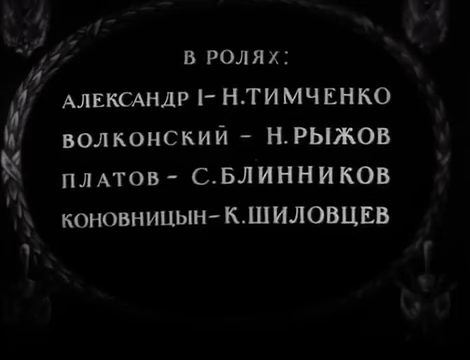 В РОЛЯХ:
АЛЕКСАНДР I - Н. ТИМЧЕНКО
ВОЛКОНСКИЙ - Н. РЫЖОВ
ПЛАТОВ - С. БЛИННИКОВ
КОНОВНИЦЫН - К. ШИЛОВЦЕВ